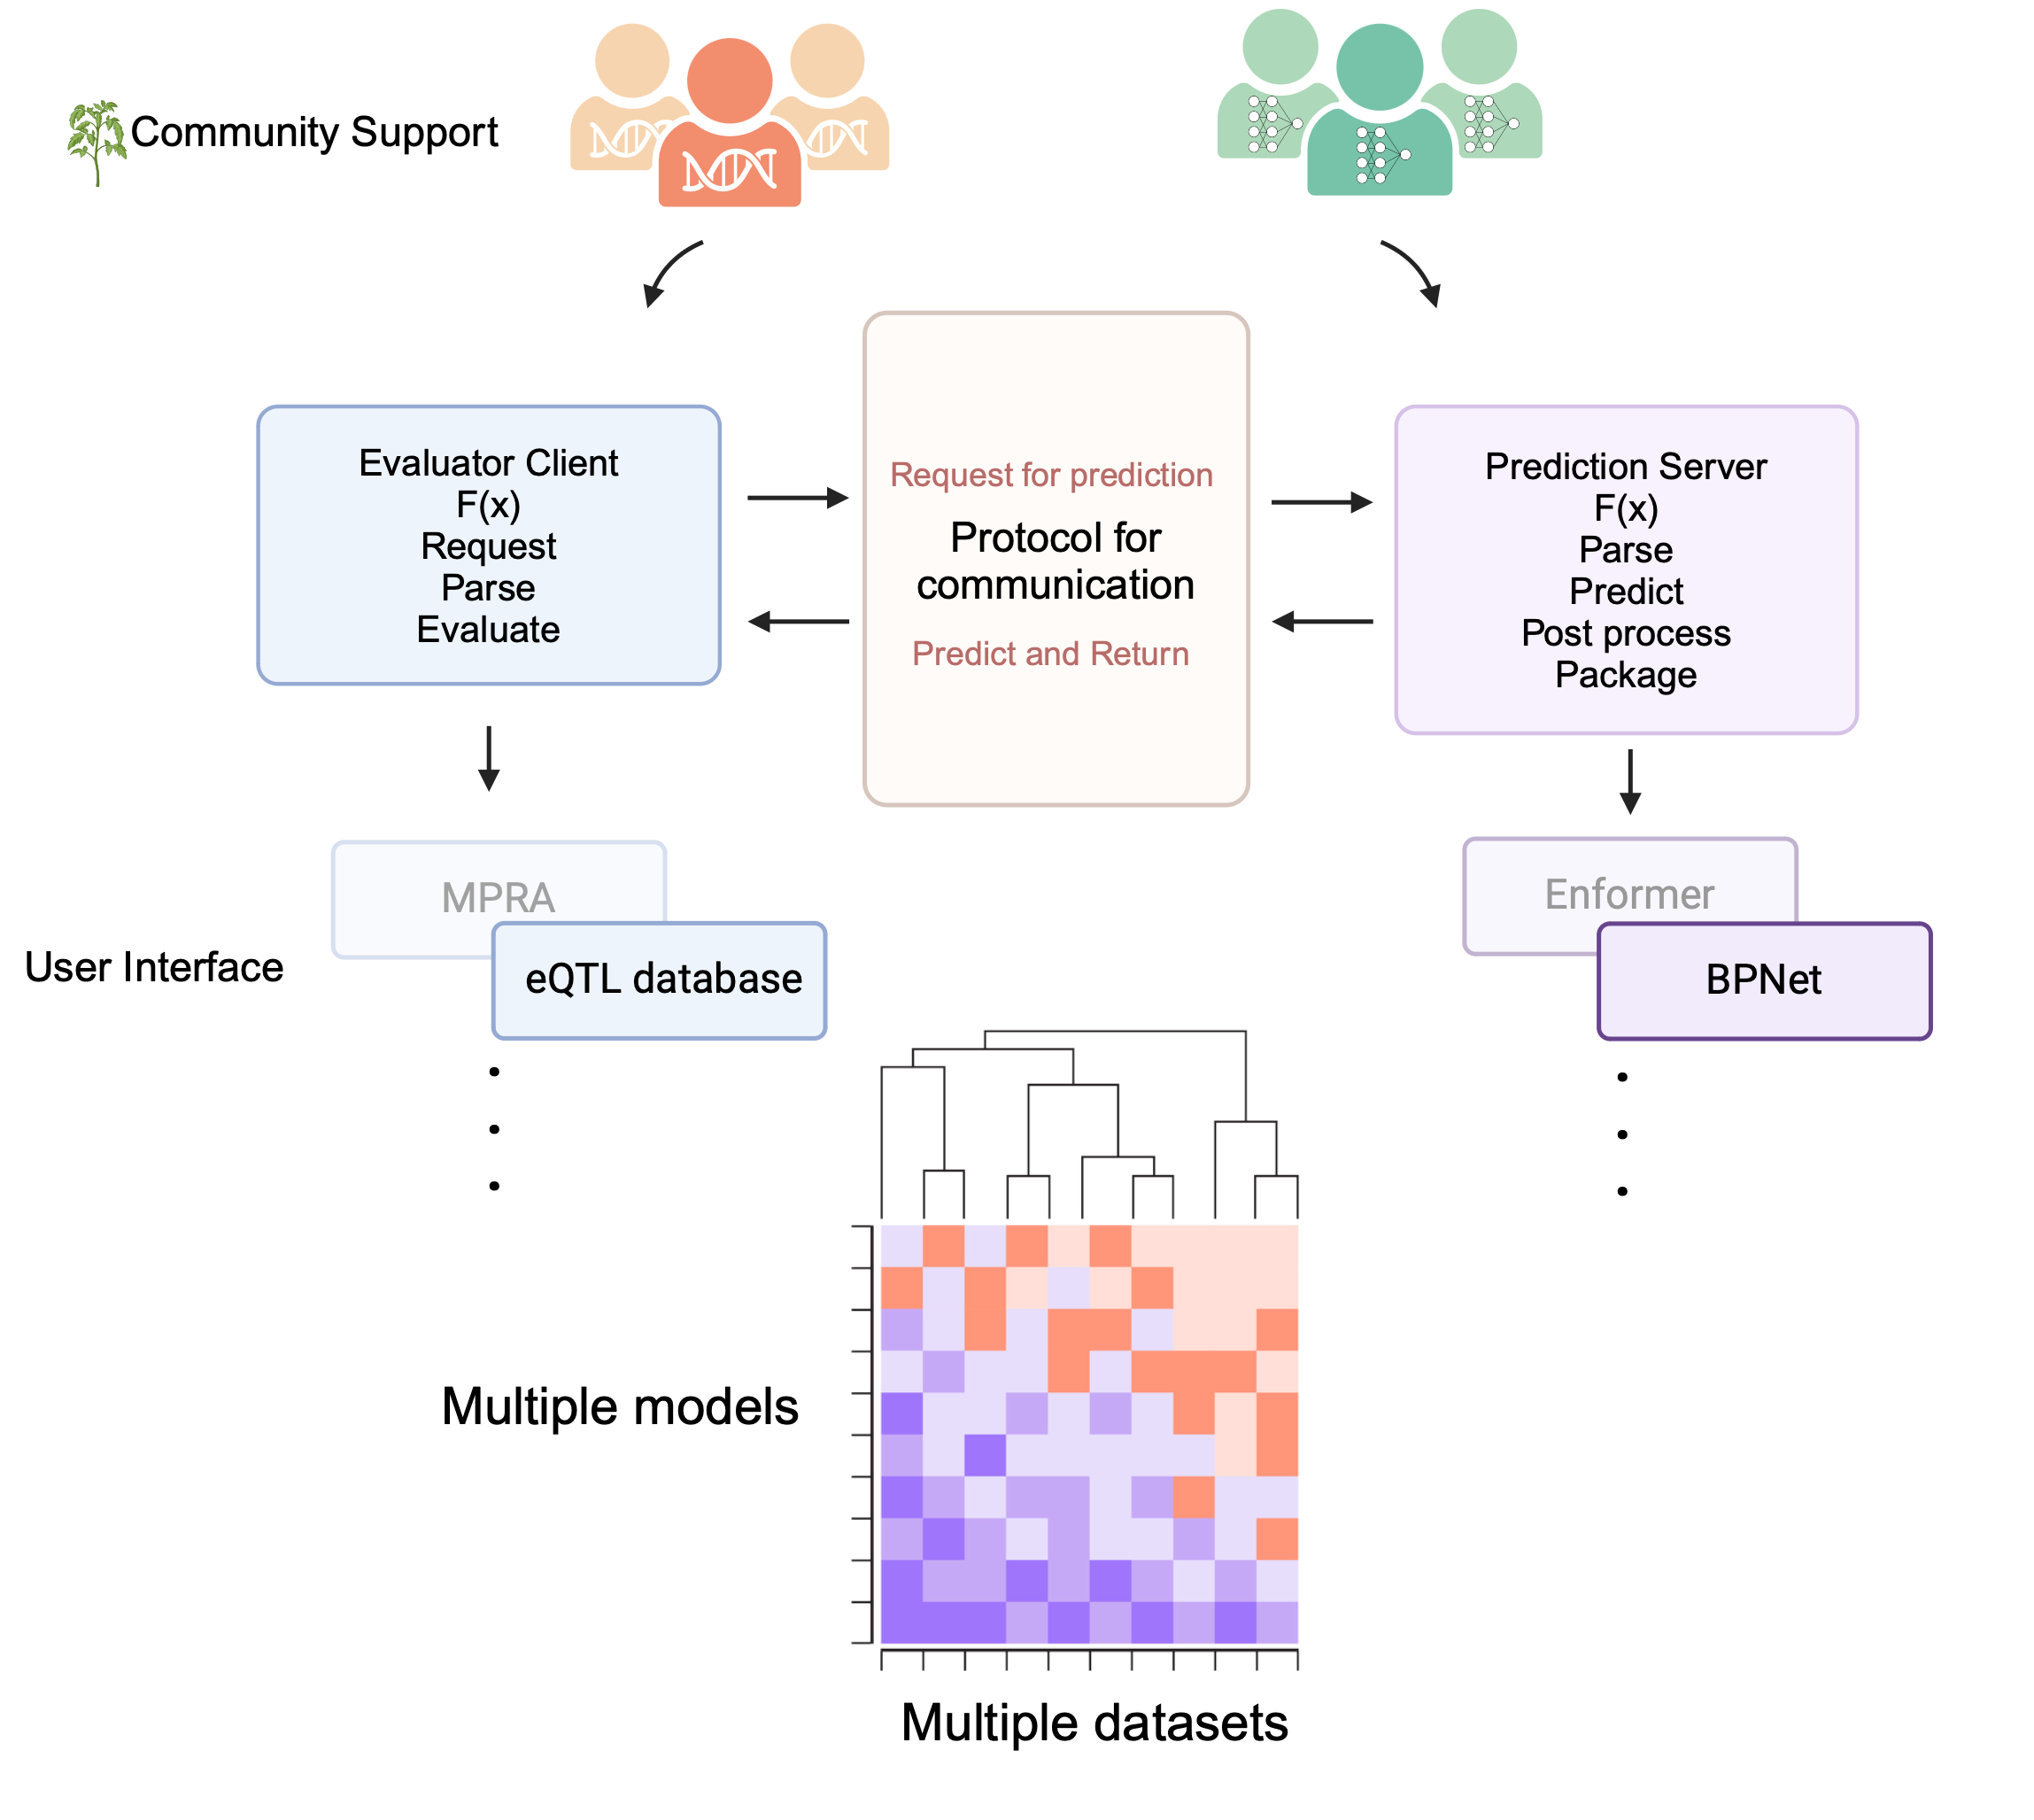 Community Support
Evaluator Client
F(x)
Request
Parse
Evaluate
Request for prediction
Protocol for
communication
Predict and Return
Prediction Server
F(x)
Parse
Predict
Post process
Package
MPRA
eQTL database
Enformer
BPNet
User Interface
Multiple models
Multiple datasets